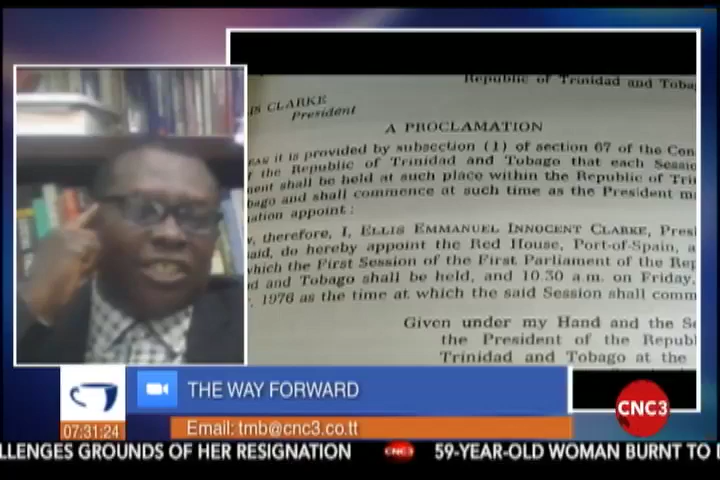 Republic of Trinidad and Tobag
IS CLARKE
President
A PROCLAMATION
EAS it is provided by subsection (1) of section 67 of the Con
f the Republic of Trinidad and Tobago that each Sessio
ent shall be held at such place within the Republic of Tri
bago and shall commence at such time as the President m
ation appoint :
, therefore, I, ELLIS EMMANUEL INNOCENT CLARKE, Presi
aid, do hereby appoint the Red House, Port-of-Spain, a
hich the First Session of the First Parliament of the Rep
d and Tobago shall be held, and 10.30 a.m. on Friday,
, 1976 as the time at which the said Session shall comm
Given under my Hand and the Se
the President of the Republ
Trinidad and Tobago at the
THE WAY FORWARD
CNC3
07:31:24
Email: tmb@cnc3.co.tt
LLENGES GROUNDS OF HER RESIGNATION CNC3 59-YEAR-OLD WOMAN BURNT TO D